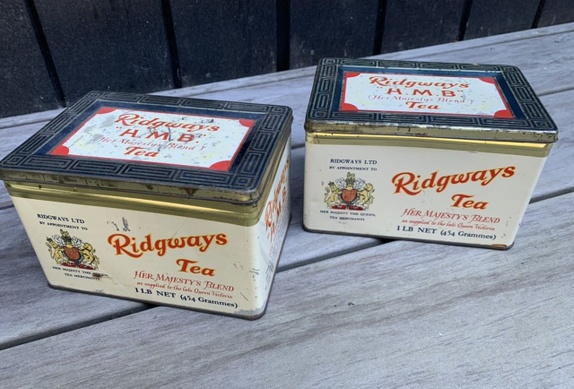 Ridgways
"H.M.B"
Her Majesty's Blend
Tea
RIDGWAYS LTD
BY APPOINTMENT TO
HER MAJESTY THE
TEA MERCHANTS
Ridgways
Tea
HER MAJESTY'S BLEND
as supplied to the late Queen Victoria
1 LB NET (454 Grammes)
Ridgways
"H.M.B"
Her Majesty's Blend
Tea
RIDGWAYS LTD
BY APPOINTMENT TO
HER MAJESTY THE QUEEN,
TEA MERCHANTS
Ridgways
Tea
HER MAJESTY'S BLEND
as supplied to the late Queen Victoria
1 LB NET (454 Grammes)